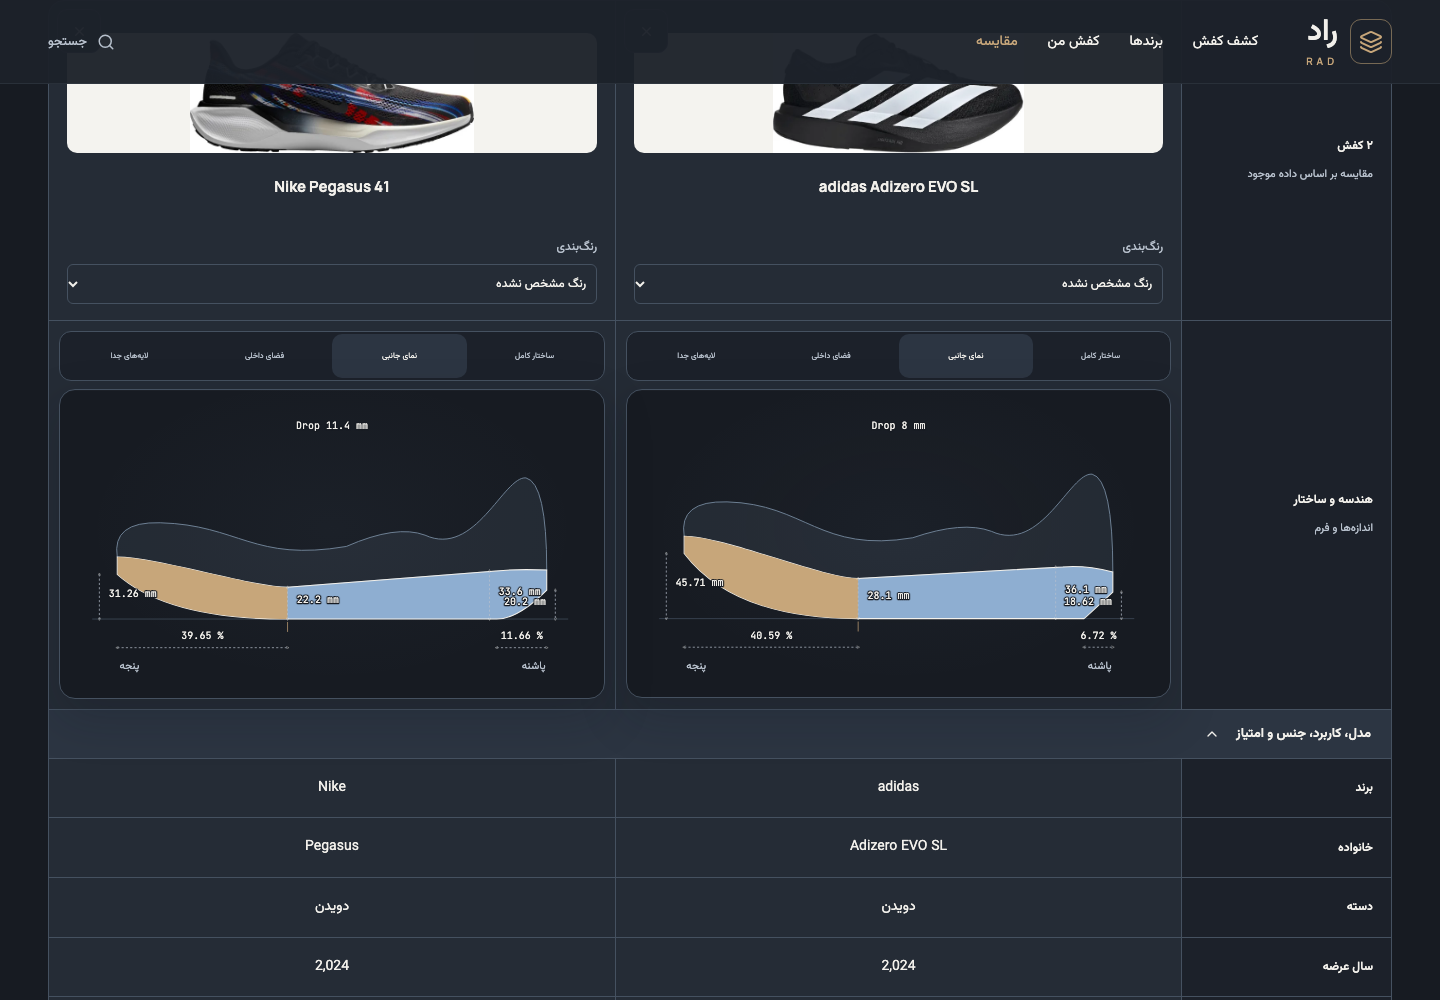 راد
RAD
کشف کفش
برندها
کفش من
مقایسه
جستجو
۲ کفش
مقایسه بر اساس داده موجود
adidas Adizero EVO SL
Nike Pegasus 41
رنگ‌بندی
رنگ‌بندی
رنگ مشخص نشده
رنگ مشخص نشده
هندسه و ساختار
اندازه‌ها و فرم
ساختار کامل
نمای جانبی
فضای داخلی
لایه‌های جدا
Drop 8 mm
45.71 mm
28.1 mm
36.1 mm
18.62 mm
40.59 %
6.72 %
پنجه
پاشنه
ساختار کامل
نمای جانبی
فضای داخلی
لایه‌های جدا
Drop 11.4 mm
31.26 mm
22.2 mm
33.6 mm
20.2 mm
39.65 %
11.66 %
پنجه
پاشنه
مدل، کاربرد، جنس و امتیاز
برند
adidas
Nike
خانواده
Adizero EVO SL
Pegasus
دسته
دویدن
دویدن
سال عرضه
2,024
2,024